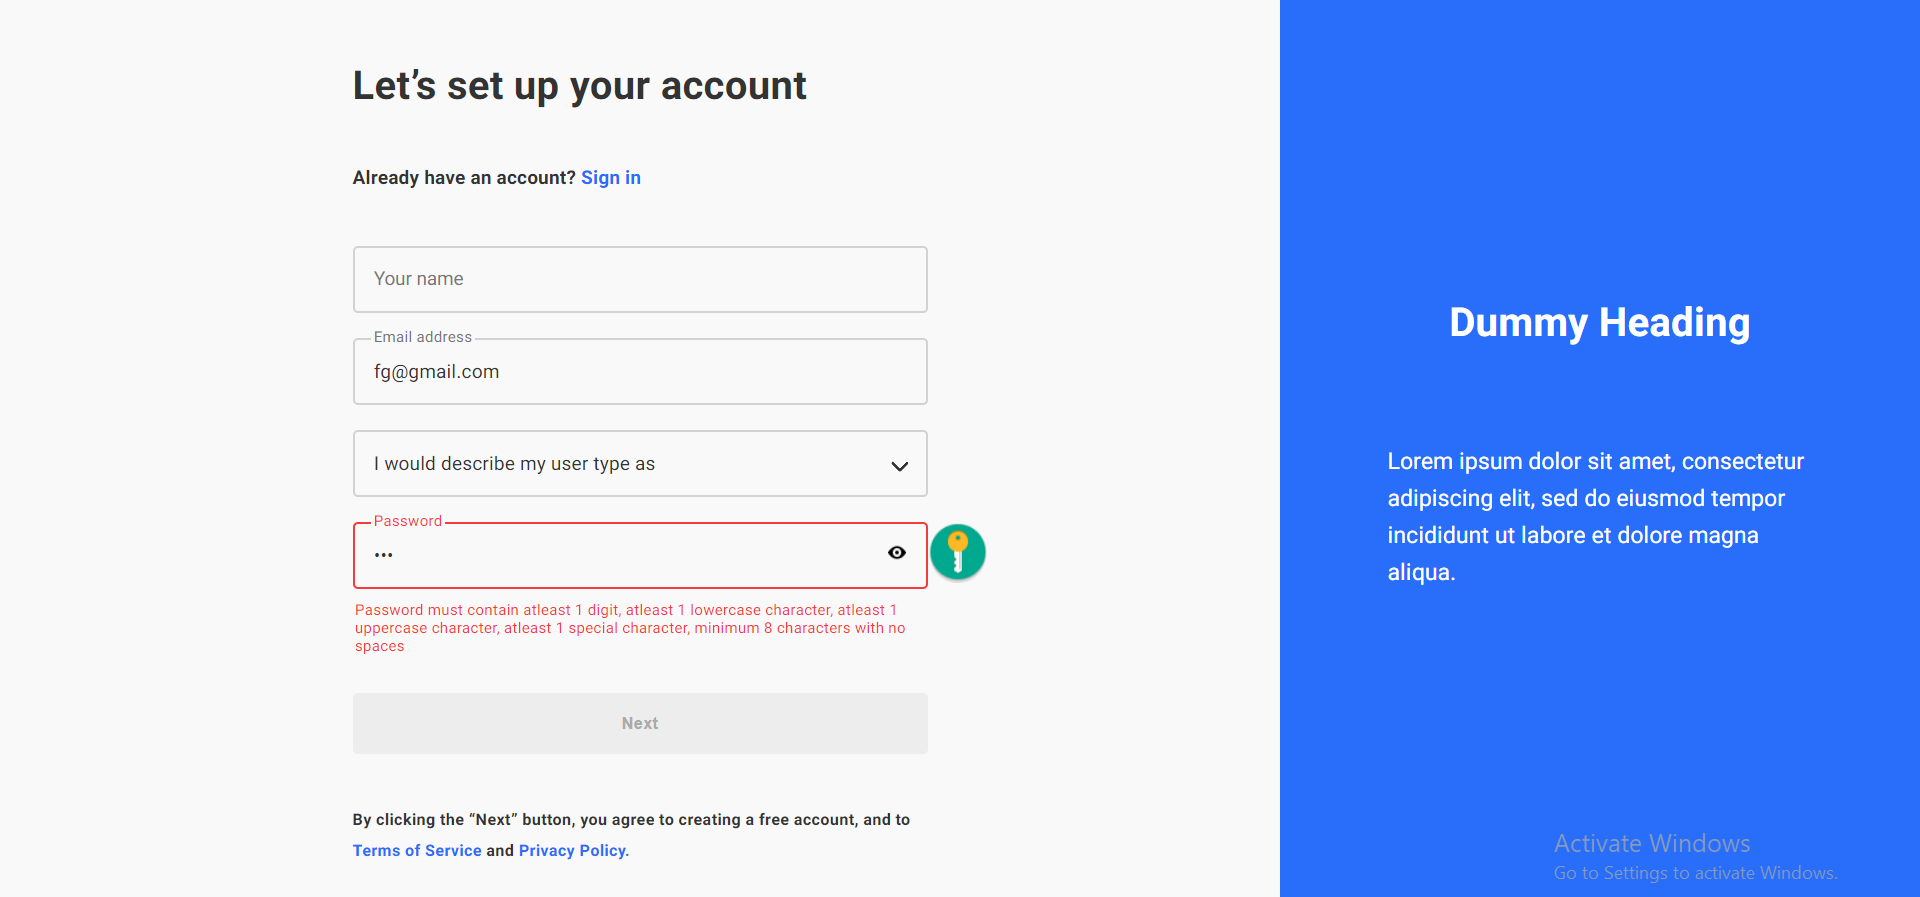 Let’s set up your account
Already have an account? Sign in
Your name
Email address
fg@gmail.com
I would describe my user type as
Password
•••
Password must contain atleast 1 digit, atleast 1 lowercase character, atleast 1
uppercase character, atleast 1 special character, minimum 8 characters with no
spaces
Next
By clicking the “Next” button, you agree to creating a free account, and to
Terms of Service and Privacy Policy.
Dummy Heading
Lorem ipsum dolor sit amet, consectetur
adipiscing elit, sed do eiusmod tempor
incididunt ut labore et dolore magna
aliqua.
Activate Windows
Go to Settings to activate Windows.